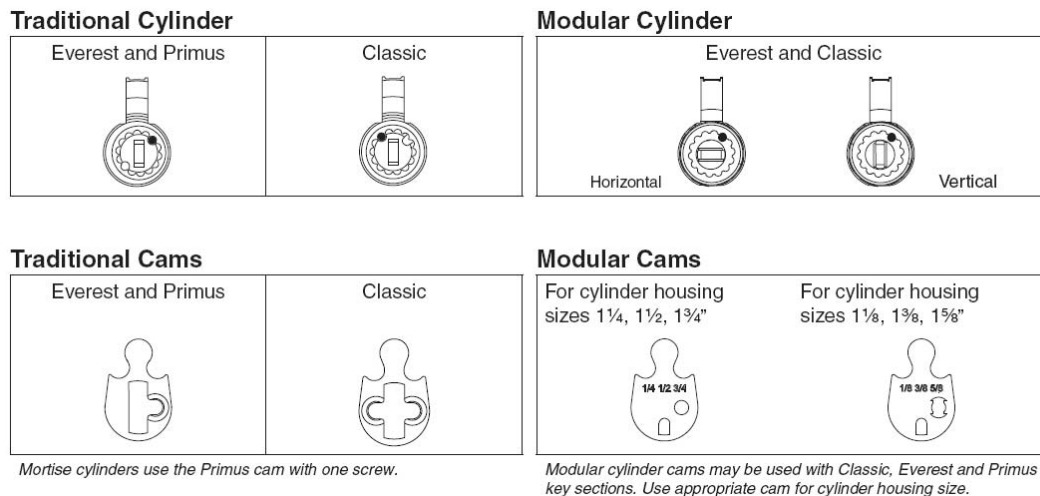 Traditional Cylinder
Everest and Primus
Classic
Modular Cylinder
Everest and Classic
Horizontal
Vertical
Traditional Cams
Everest and Primus
Classic
Mortise cylinders use the Primus cam with one screw.
Modular Cams
For cylinder housing
sizes 1¼, 1½, 1¾"
1/4 1/2 3/4
For cylinder housing
sizes 1⅛, 1⅜, 1⅝"
1/8 3/8 5/8
Modular cylinder cams may be used with Classic, Everest and Primus
key sections. Use appropriate cam for cylinder housing size.